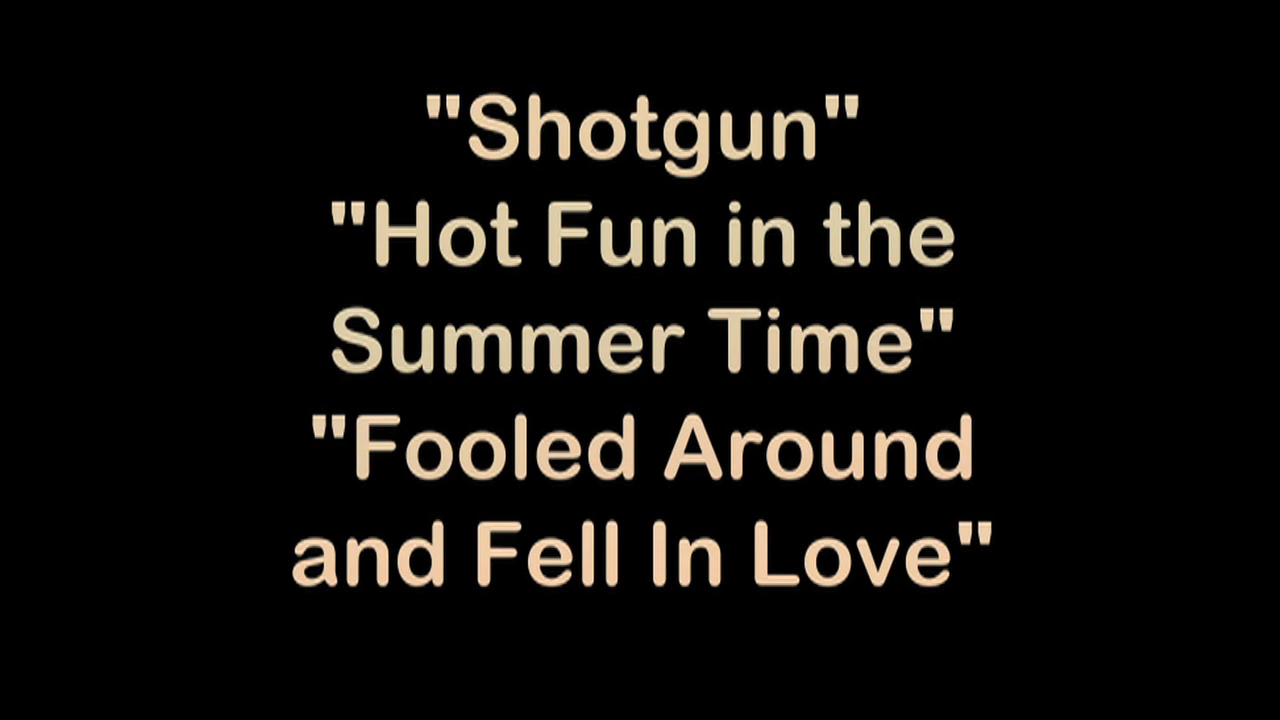 "Shotgun"
"Hot Fun in the
Summer Time"
"Fooled Around
and Fell In Love"